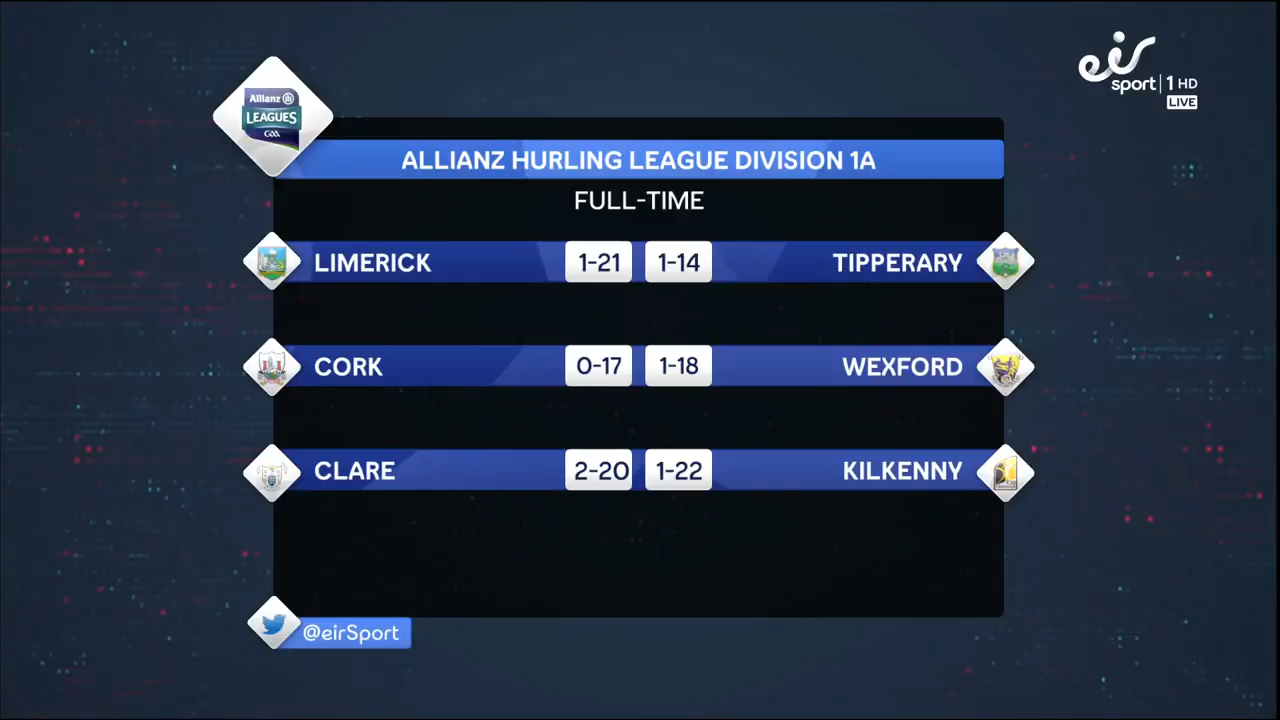 eir
sport | 1 HD
LIVE
Allianz
LEAGUES
GAA
ALLIANZ HURLING LEAGUE DIVISION 1A
FULL-TIME
LIMERICK 1-21 1-14 TIPPERARY
CORK 0-17 1-18 WEXFORD
CLARE 2-20 1-22 KILKENNY
@eirSport